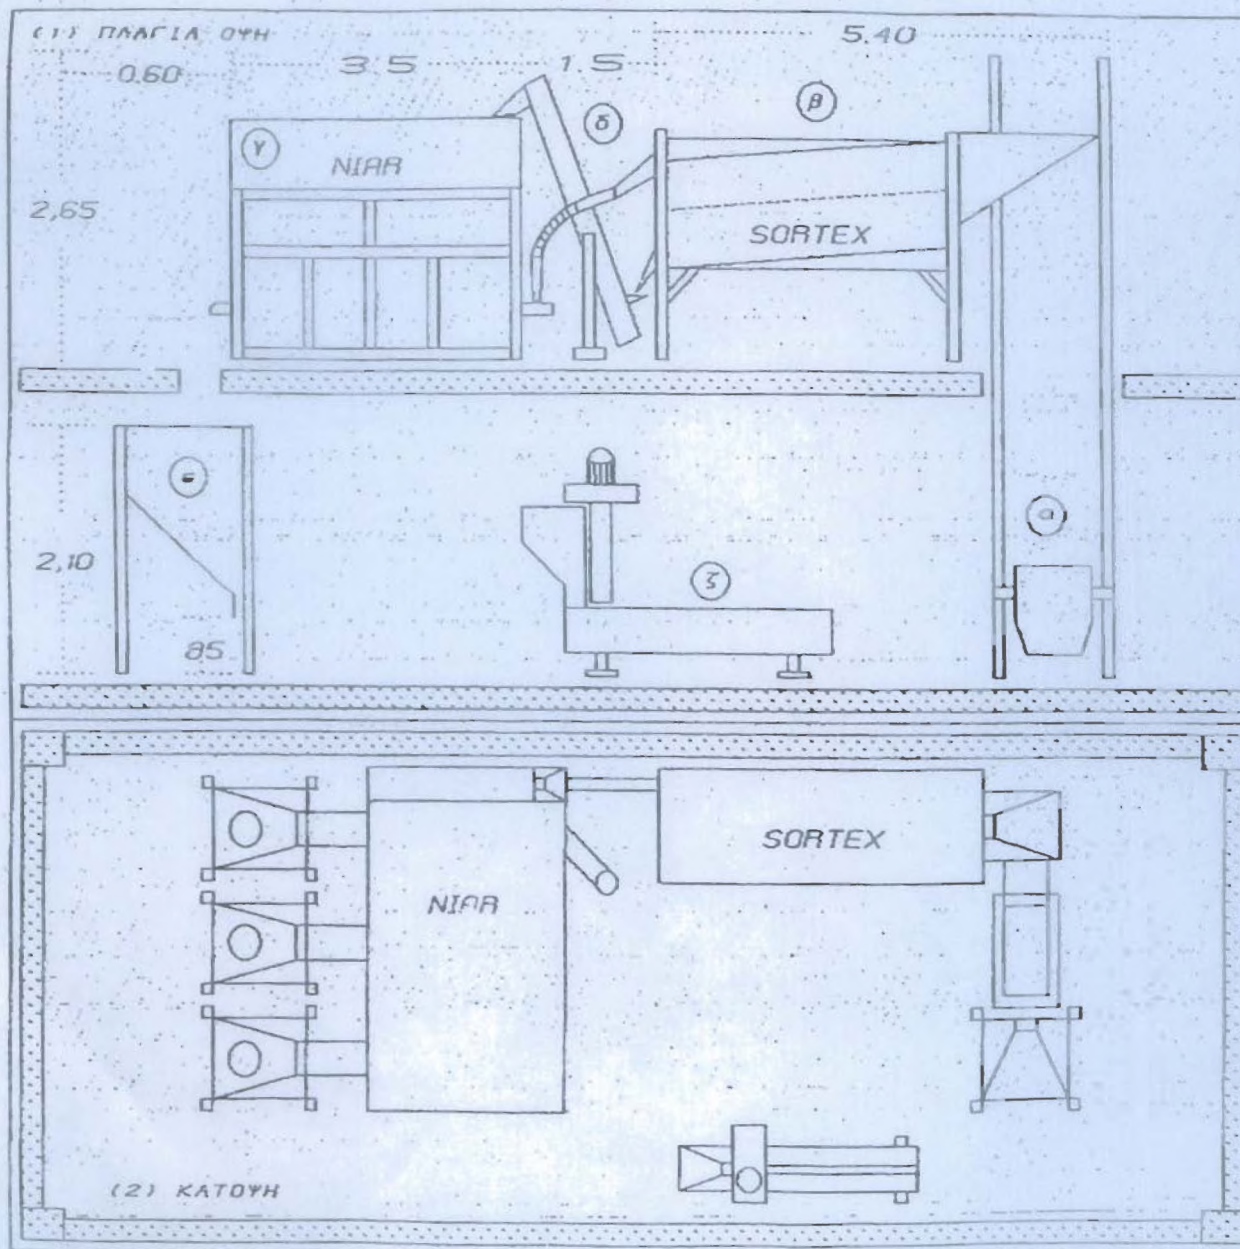 (1) ΠΛΑΓΙΑ ΟΨΗ
0.60
3.5
1.5
5.40
γ
NIAR
δ
β
SORTEX
2,65
ε
2,10
85
ζ
α
NIAR
SORTEX
(2) ΚΑΤΟΨΗ